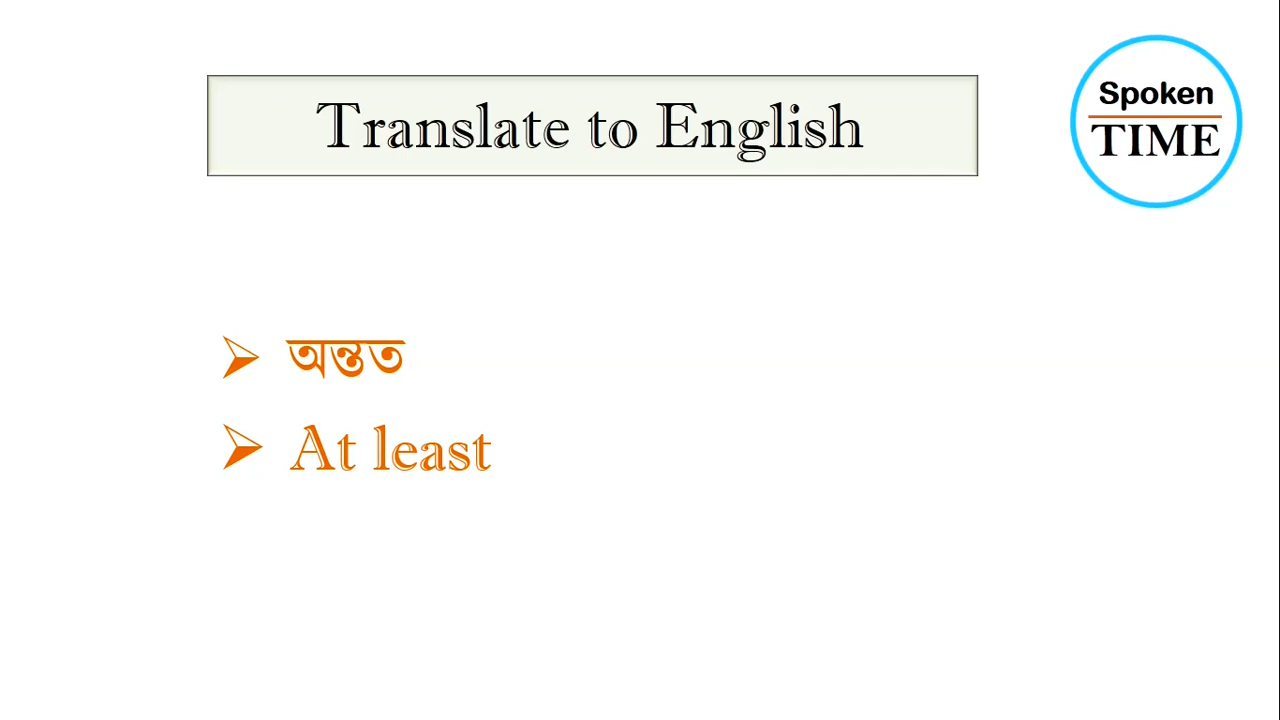 Translate to English
Spoken
TIME
অন্তত
At least